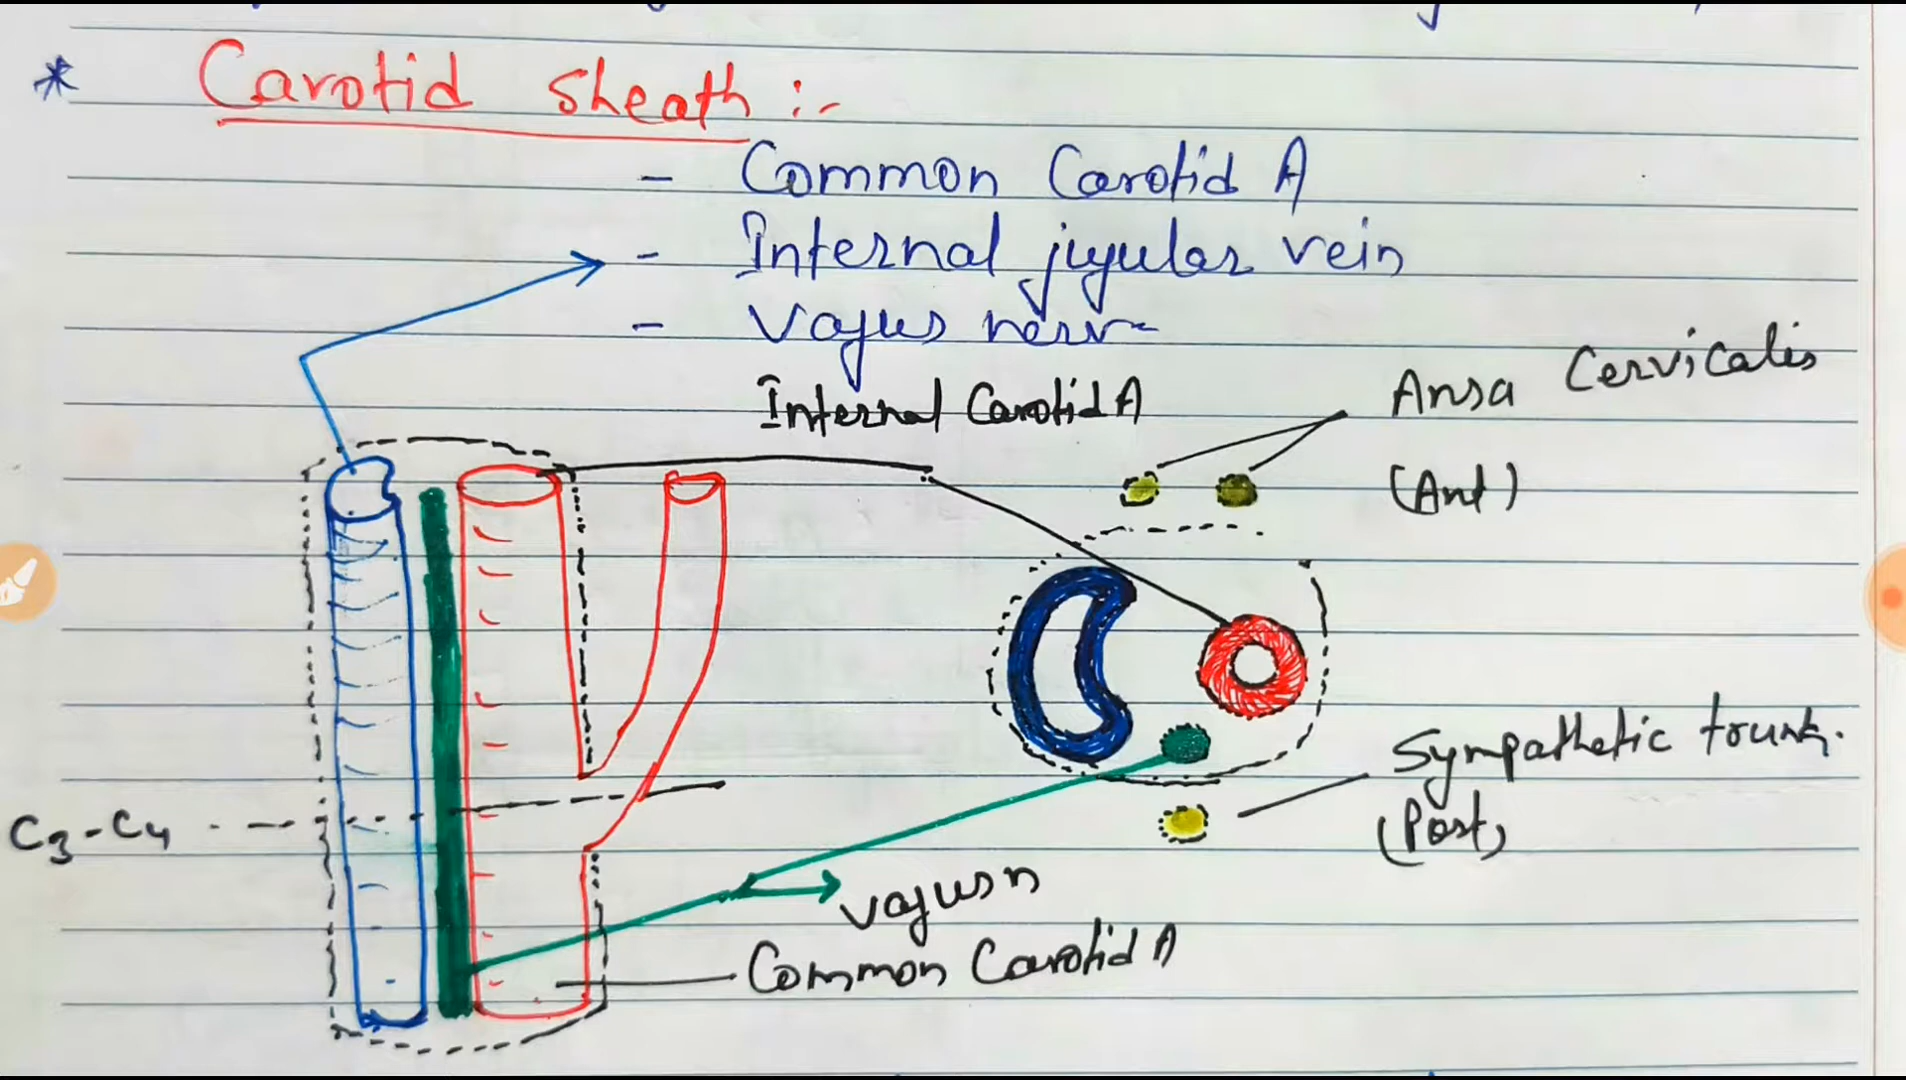 * Carotid sheath :-
- Common Carotid A
- Internal jugular vein
- Vagus nerve
Internal Carotid A
Ansa Cervicalis
(Ant)
C3-C4
Sympathetic trunk.
(Post)
vagus n
Common Carotid A